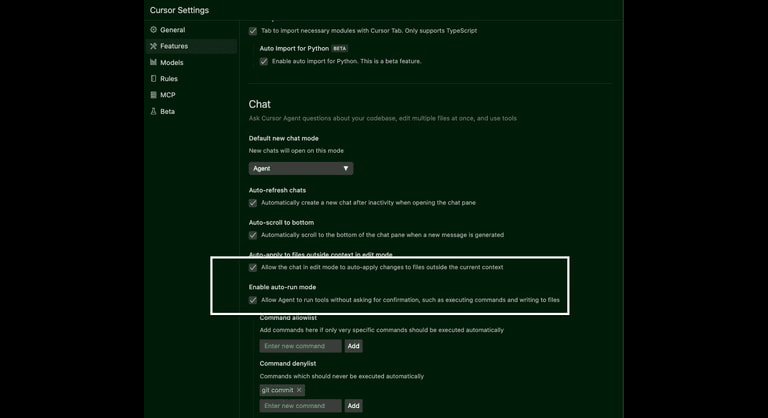 Cursor Settings
General
Features
Models
Rules
MCP
Beta
Tab to import necessary modules with Cursor Tab. Only supports TypeScript
Auto Import for Python BETA
Enable auto import for Python. This is a beta feature.
Chat
Ask Cursor Agent questions about your codebase, edit multiple files at once, and use tools
Default new chat mode
New chats will open on this mode
Agent
Auto-refresh chats
Automatically create a new chat after inactivity when opening the chat pane
Auto-scroll to bottom
Automatically scroll to the bottom of the chat pane when a new message is generated
Auto-apply to files outside context in edit mode
Allow the chat in edit mode to auto-apply changes to files outside the current context
Enable auto-run mode
Allow Agent to run tools without asking for confirmation, such as executing commands and writing to files
Command allowlist
Add commands here if only very specific commands should be executed automatically
Enter new command Add
Command denylist
Commands which should never be executed automatically
git commit ×
Enter new command Add